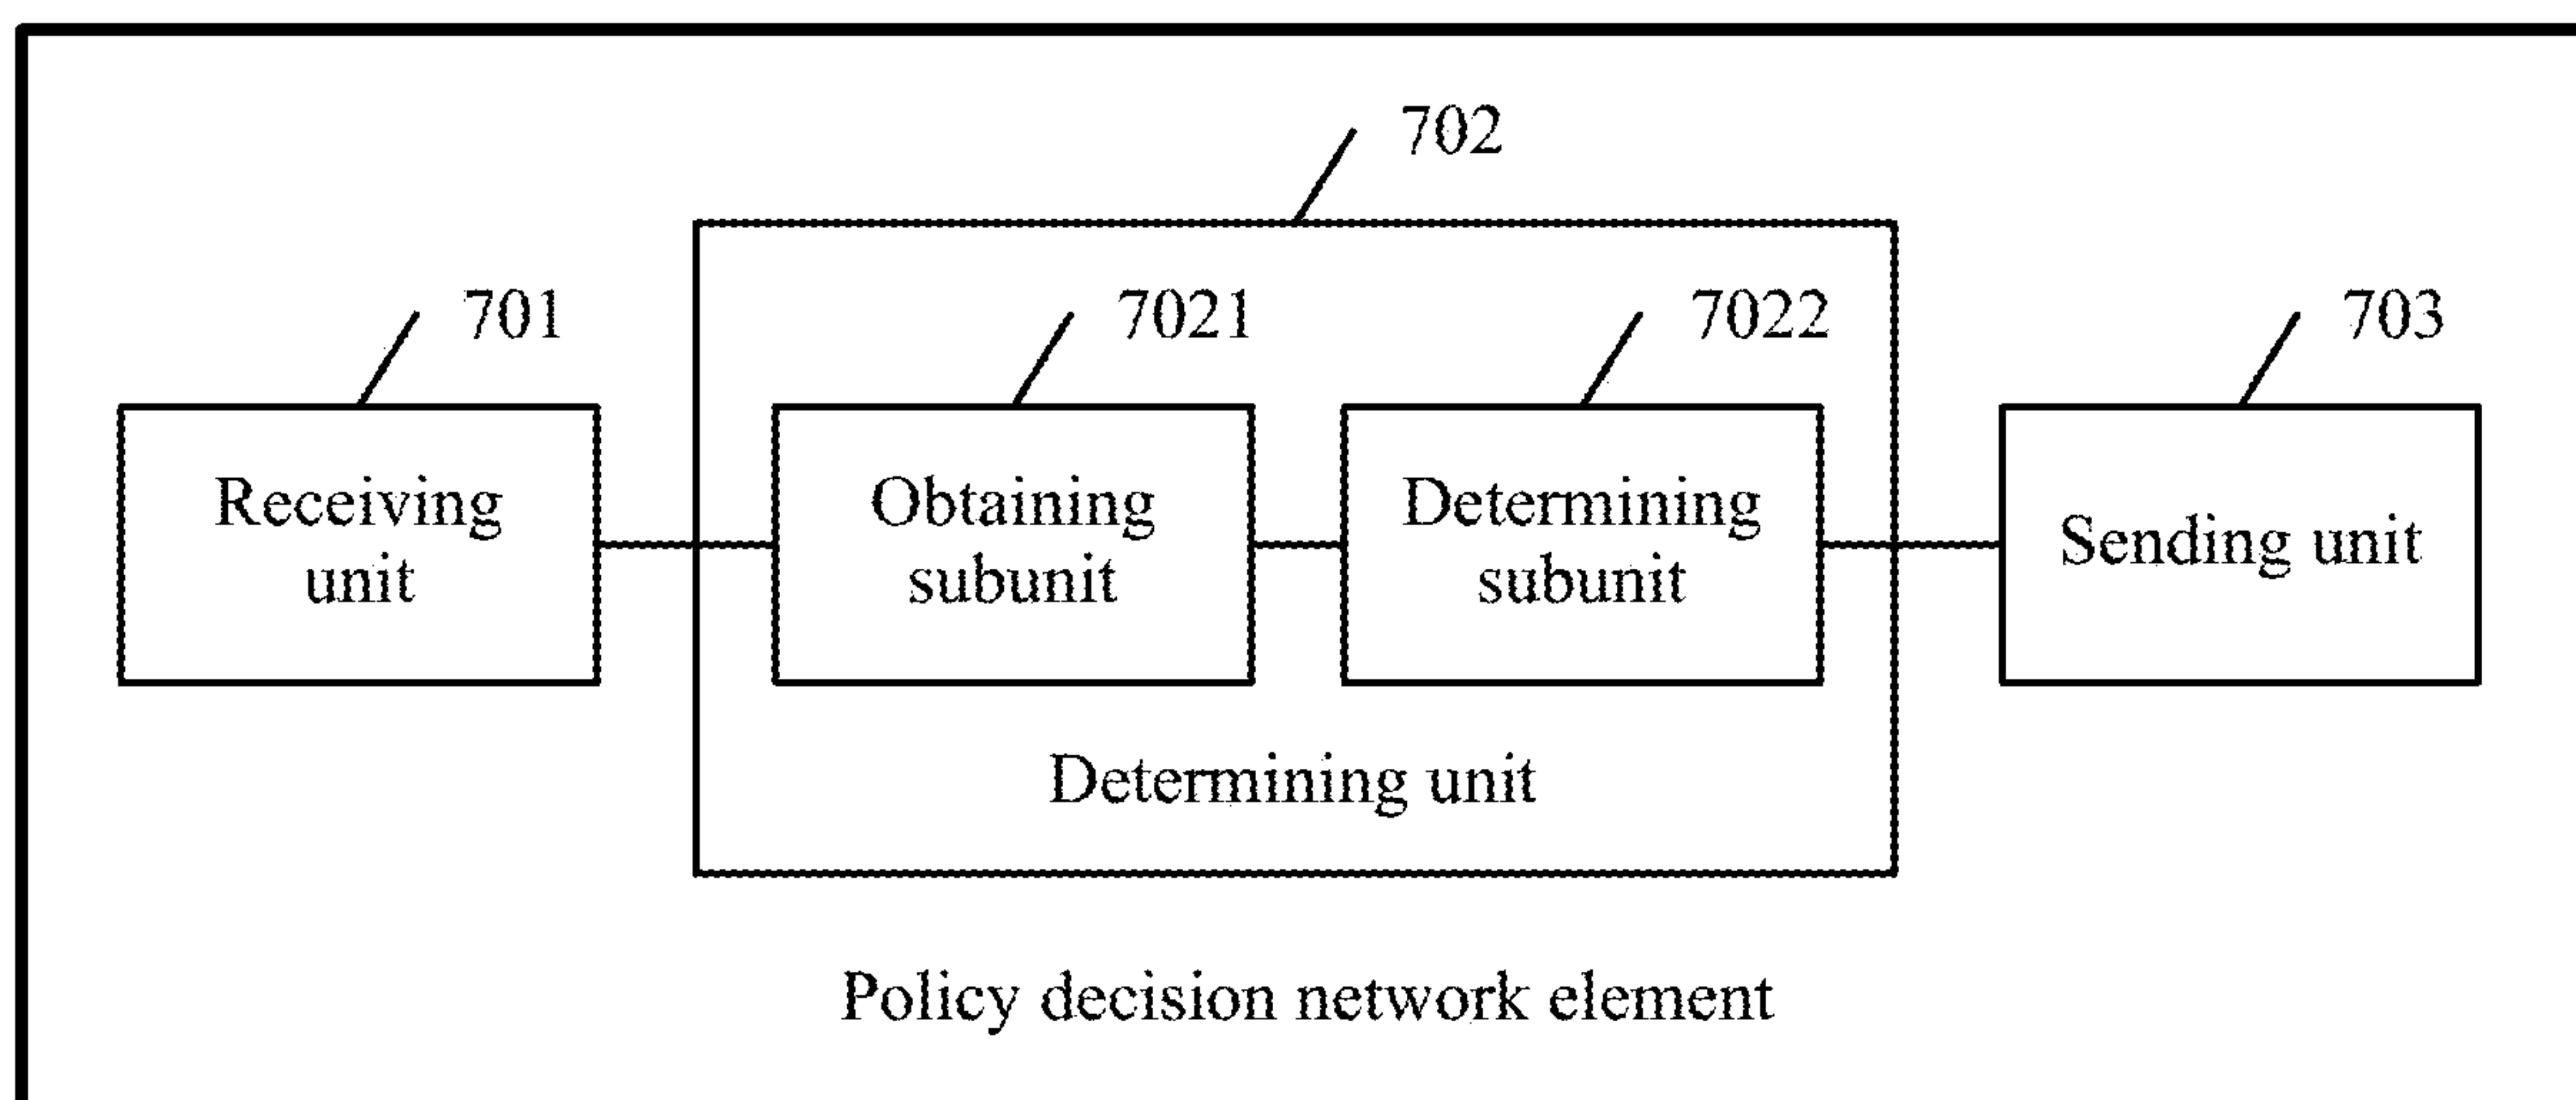 702
701
7021
7022
703
Receiving
unit
Obtaining
subunit
Determining
subunit
Sending unit
Determining unit
Policy decision network element